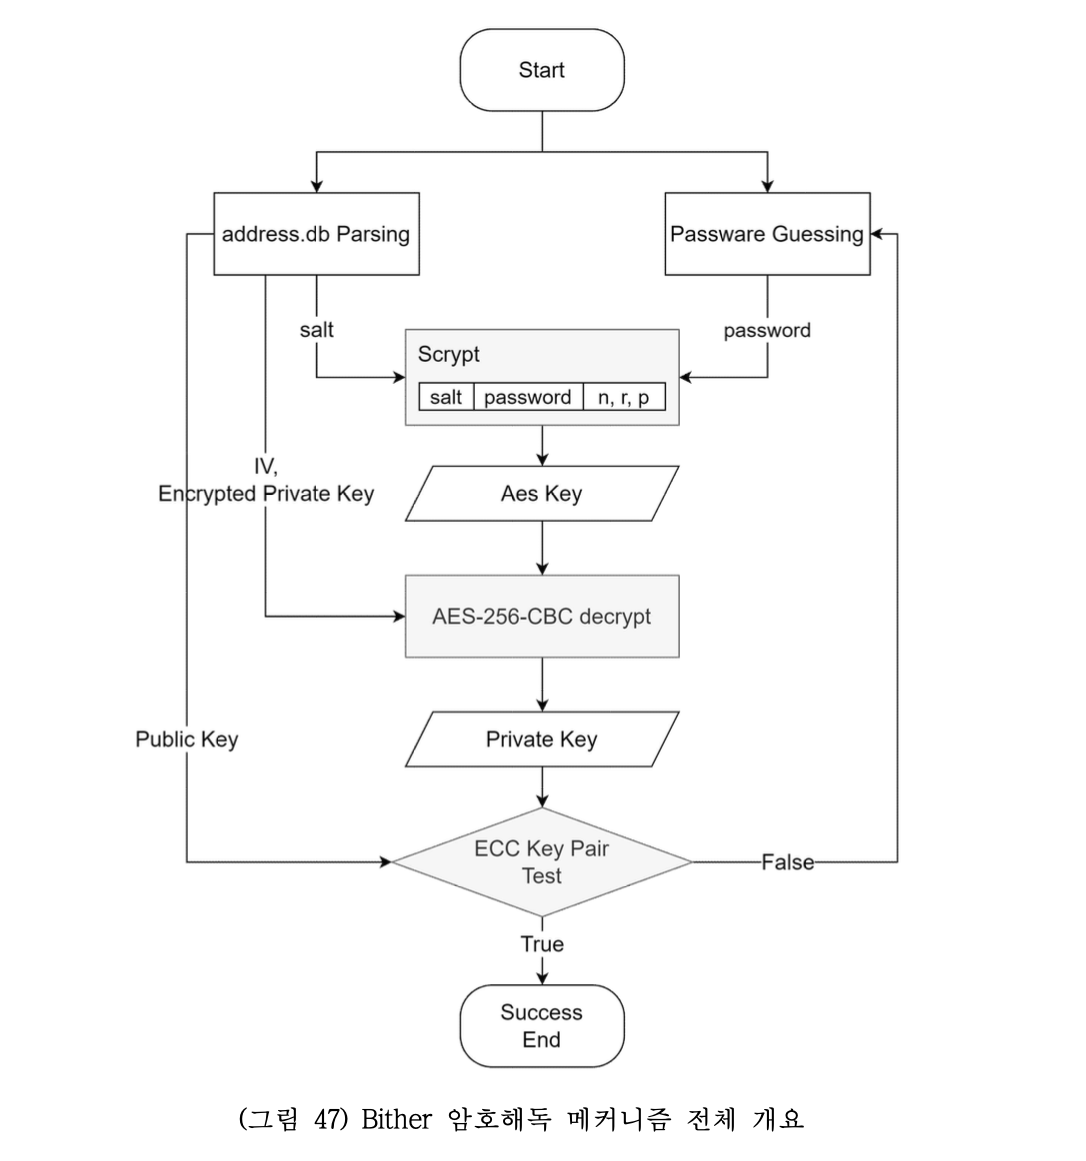 Start
address.db Parsing
Passware Guessing
salt
password
Scrypt
salt password n, r, p
IV,
Encrypted Private Key
Aes Key
AES-256-CBC decrypt
Public Key
Private Key
ECC Key Pair
Test
False
True
Success
End
(그림 47) Bither 암호해독 메커니즘 전체 개요